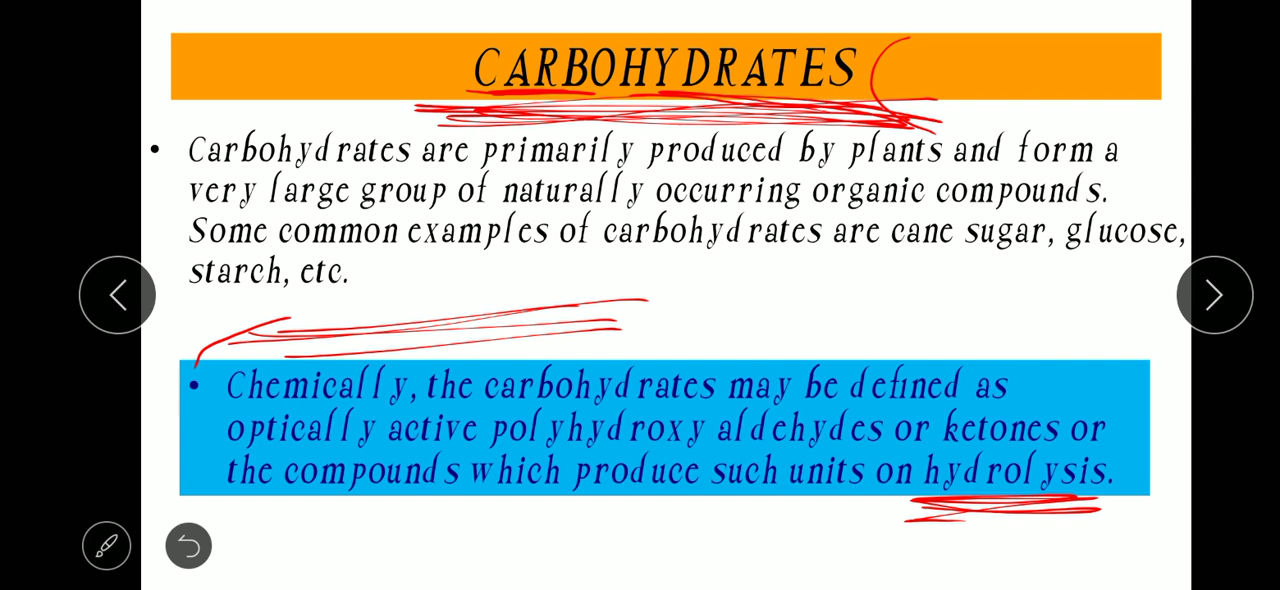 CARBOHYDRATES
• Carbohydrates are primarily produced by plants and form a
very large group of naturally occurring organic compounds.
Some common examples of carbohydrates are cane sugar, glucose,
starch, etc.
• Chemically, the carbohydrates may be defined as
optically active polyhydroxy aldehydes or ketones or
the compounds which produce such units on hydrolysis.